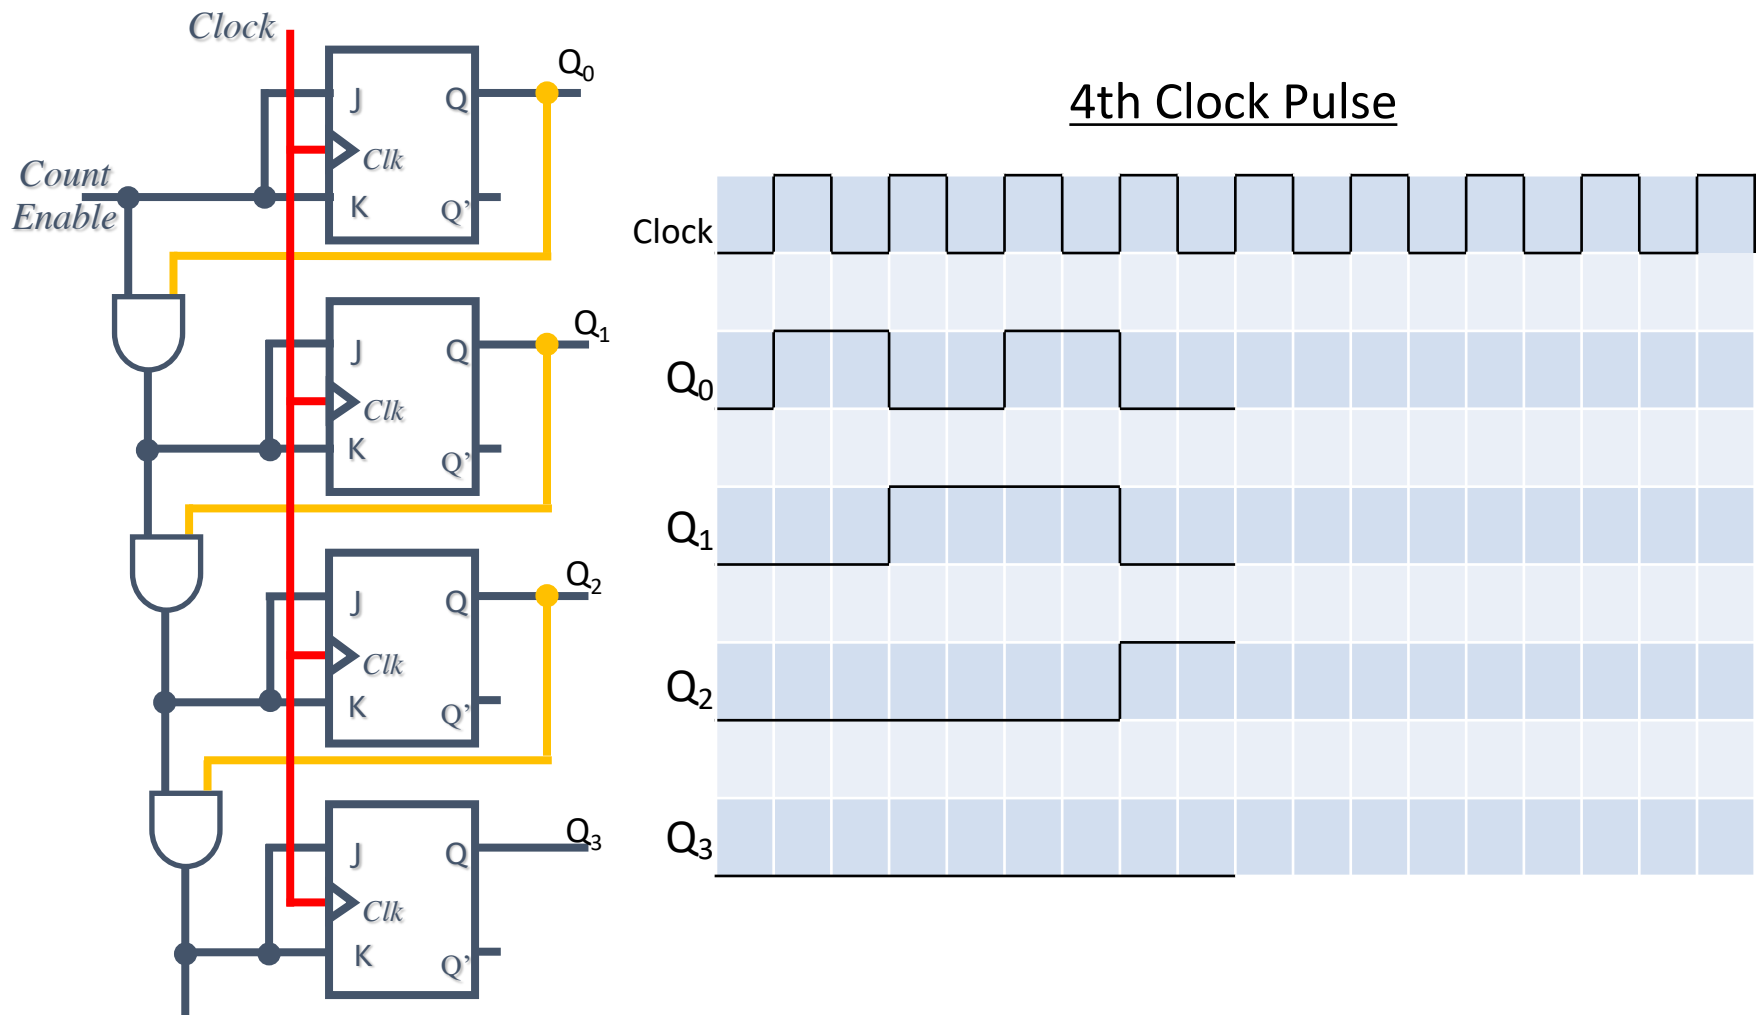 Clock
Count
Enable
J
Q
Q₀
Clk
K
Q’
J
Q
Q₁
Clk
K
Q’
J
Q
Q₂
Clk
K
Q’
J
Q
Q₃
Clk
K
Q’
4th Clock Pulse
Clock
Q₀
Q₁
Q₂
Q₃